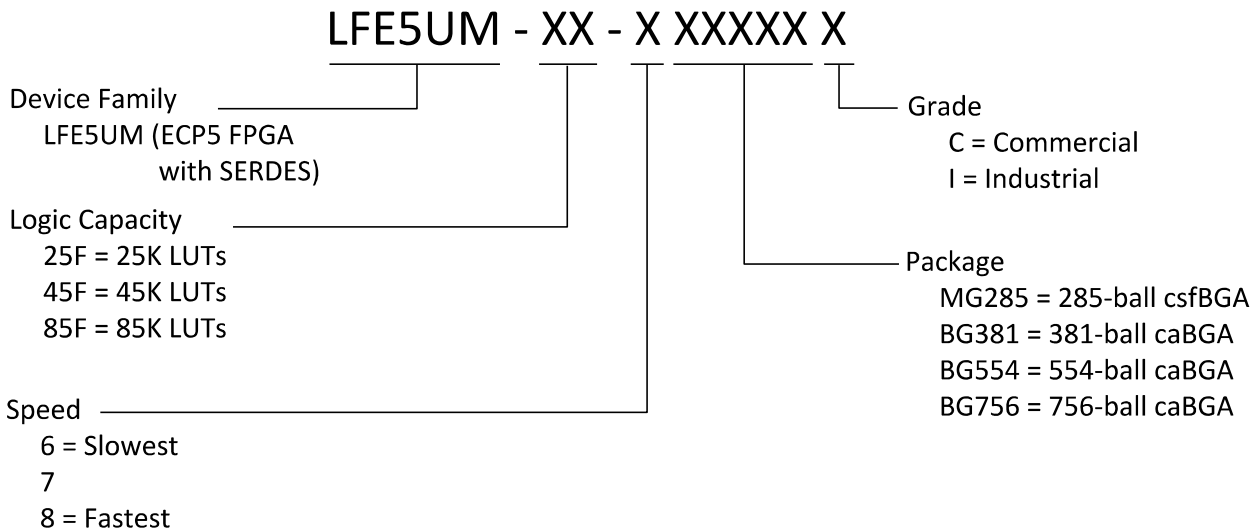 LFE5UM - XX - X XXXXX X
Device Family
LFE5UM (ECP5 FPGA
with SERDES)
Logic Capacity
25F = 25K LUTs
45F = 45K LUTs
85F = 85K LUTs
Speed
6 = Slowest
7
8 = Fastest
Grade
C = Commercial
I = Industrial
Package
MG285 = 285-ball csfBGA
BG381 = 381-ball caBGA
BG554 = 554-ball caBGA
BG756 = 756-ball caBGA